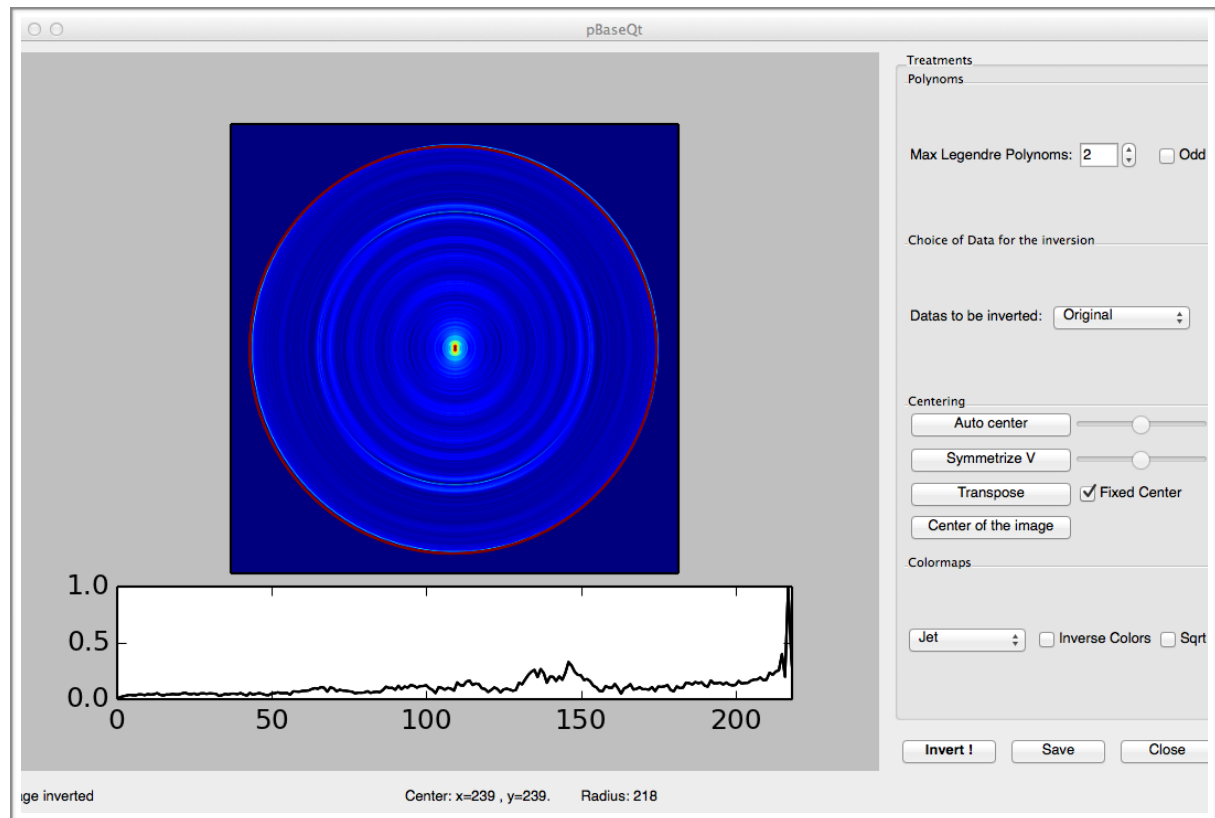 pBaseQt
Treatments
Polynoms
Max Legendre Polynoms: 2 Odd
Choice of Data for the inversion
Datas to be inverted: Original
Centering
Auto center
Symmetrize V
Transpose Fixed Center
Center of the image
Colormaps
Jet Inverse Colors Sqrt
Invert ! Save Close
1.0
0.5
0.0
0 50 100 150 200
ge inverted Center: x=239 , y=239. Radius: 218